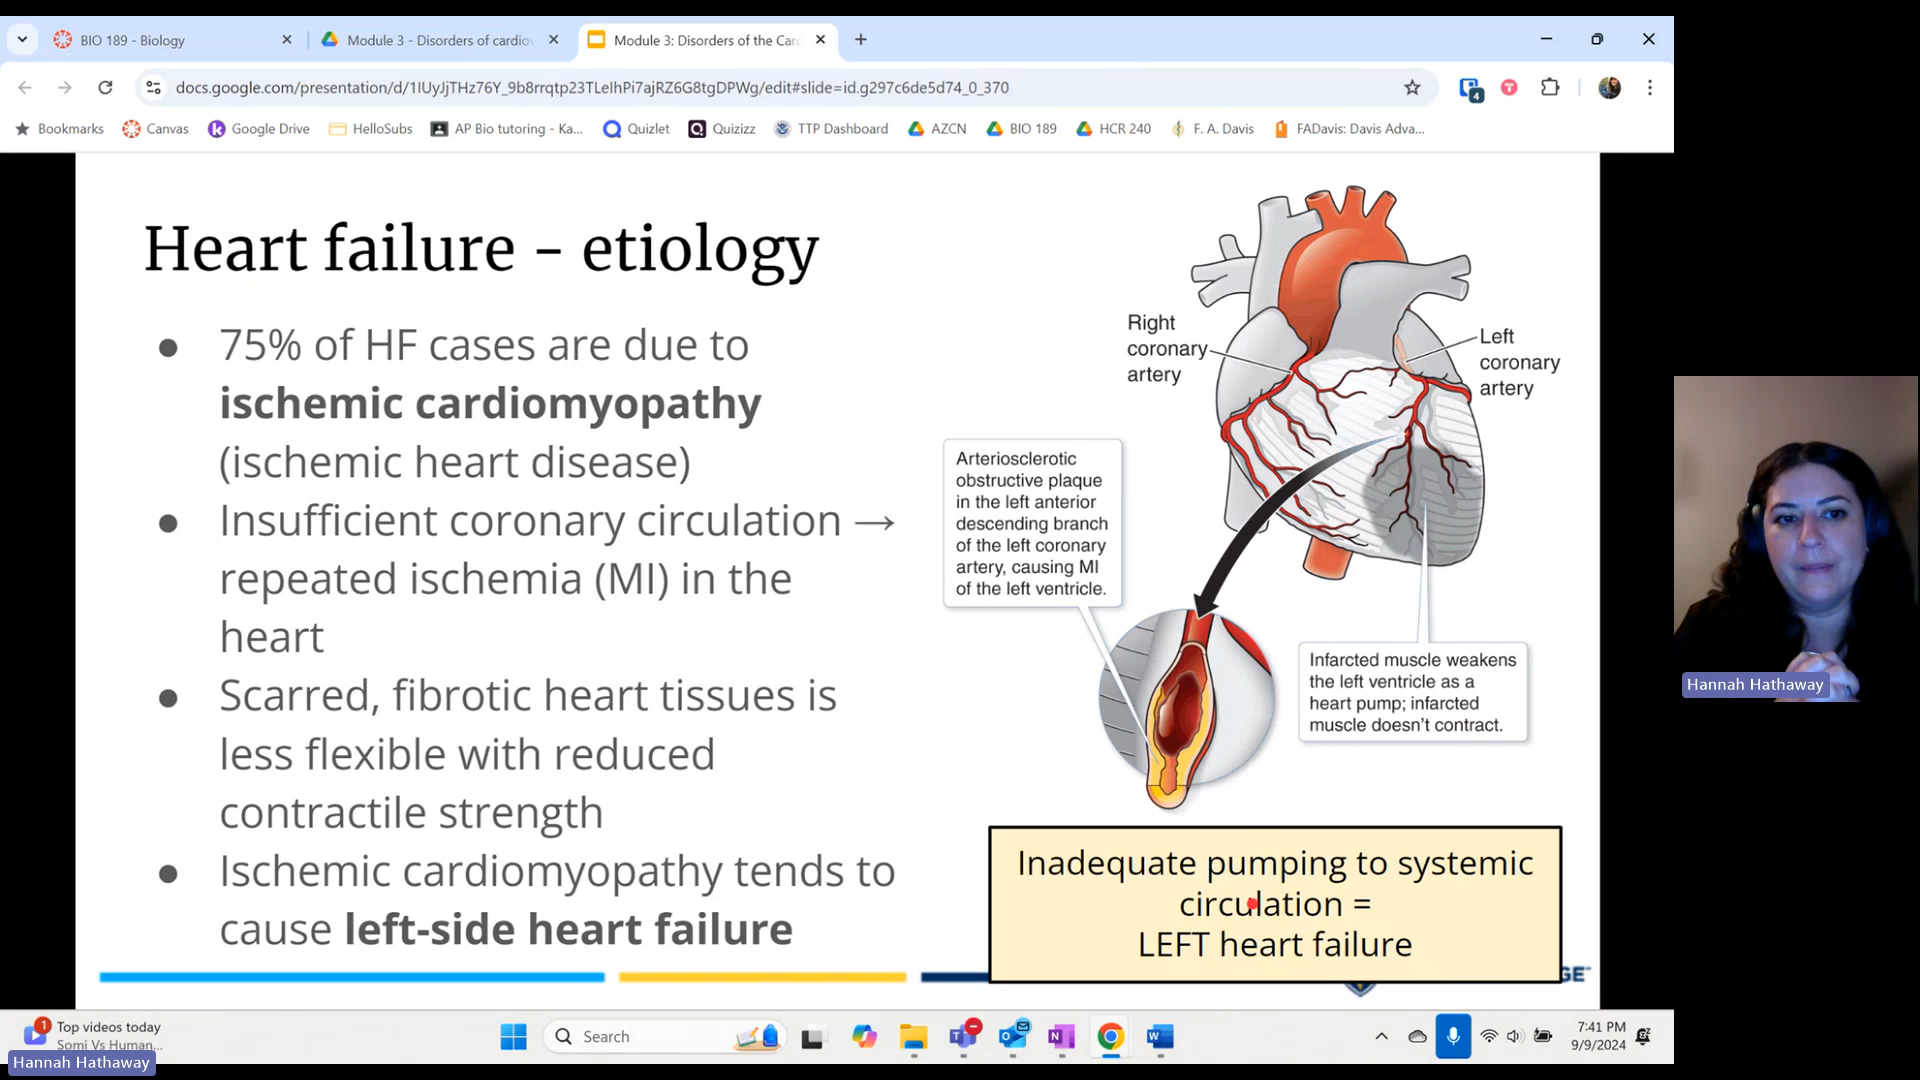 BIO 189 - Biology
Module 3 - Disorders of cardiov
Module 3: Disorders of the Car
docs.google.com/presentation/d/1IUyJjTHz76Y_9b8rrqtp23TLeIhPi7ajRZ6G8tgDPWg/edit#slide=id.g297c6de5d74_0_370
4
Bookmarks
Canvas
Google Drive
HelloSubs
AP Bio tutoring - Ka...
Quizlet
Quizizz
TTP Dashboard
AZCN
BIO 189
HCR 240
F. A. Davis
FADavis: Davis Adva...
Heart failure - etiology
● 75% of HF cases are due to
ischemic cardiomyopathy
(ischemic heart disease)
● Insufficient coronary circulation →
repeated ischemia (MI) in the
heart
● Scarred, fibrotic heart tissues is
less flexible with reduced
contractile strength
● Ischemic cardiomyopathy tends to
cause left-side heart failure
Right
coronary
artery
Left
coronary
artery
Arteriosclerotic
obstructive plaque
in the left anterior
descending branch
of the left coronary
artery, causing MI
of the left ventricle.
Infarcted muscle weakens
the left ventricle as a
heart pump; infarcted
muscle doesn't contract.
Inadequate pumping to systemic
circulation =
LEFT heart failure
GE
Hannah Hathaway
1
Top videos today
Somi Vs Human...
Search
7:41 PM
9/9/2024
Hannah Hathaway